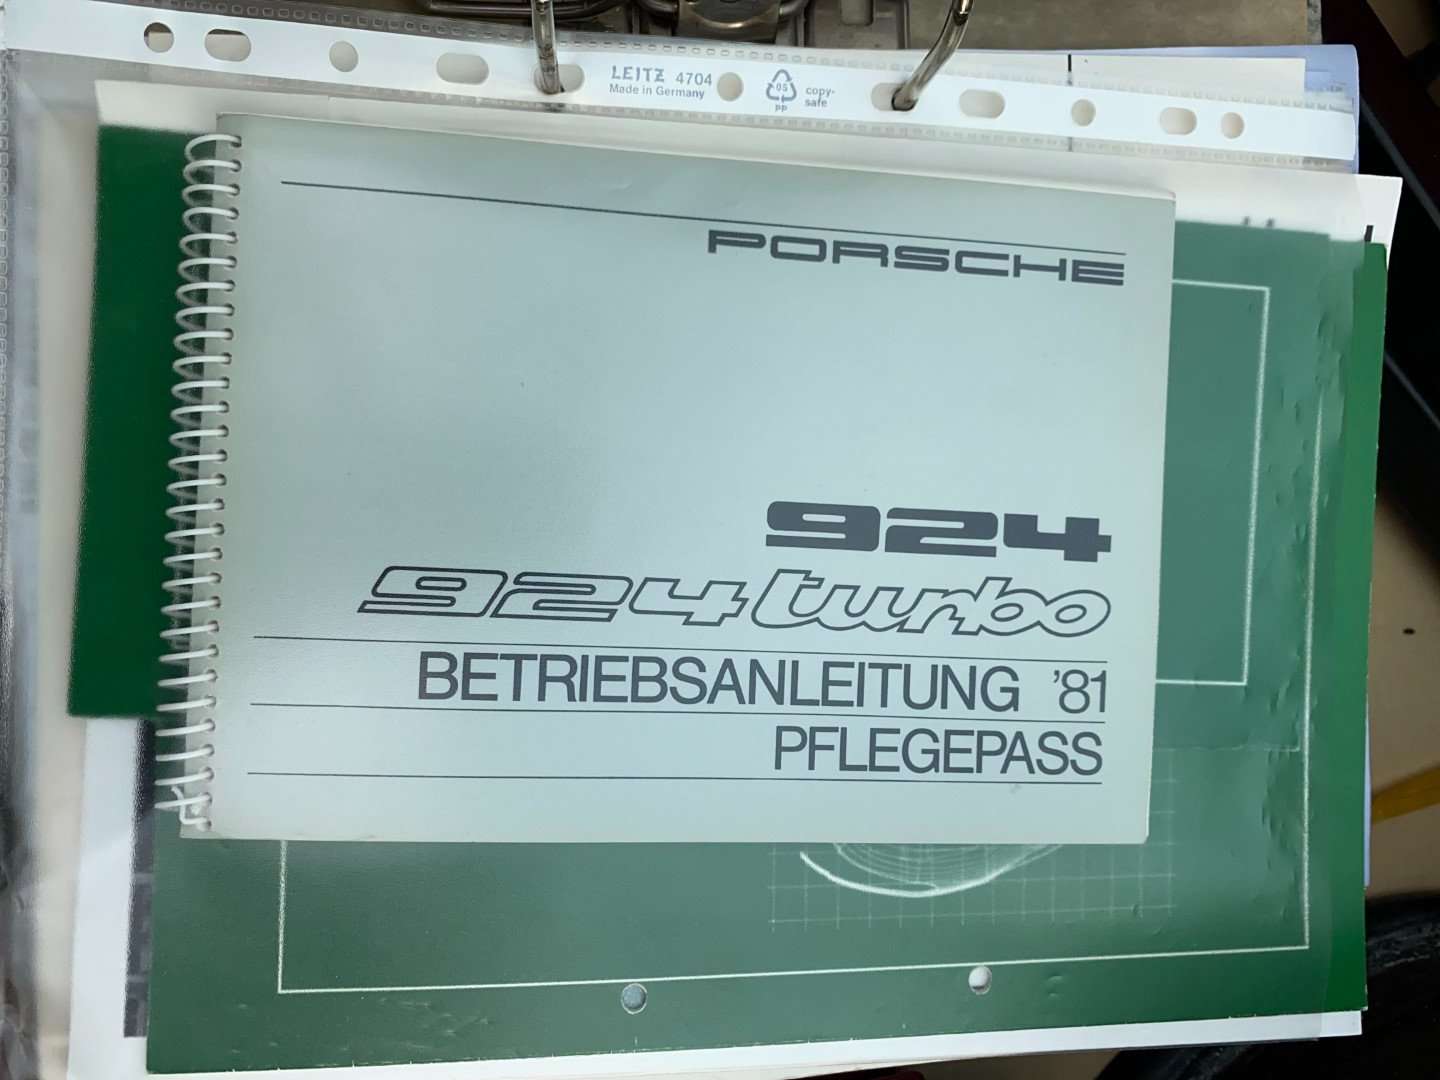 LEITZ 4704
Made in Germany
05
PP
copy-
safe
PORSCHE
924
924 turbo
BETRIEBSANLEITUNG '81
PFLEGEPASS